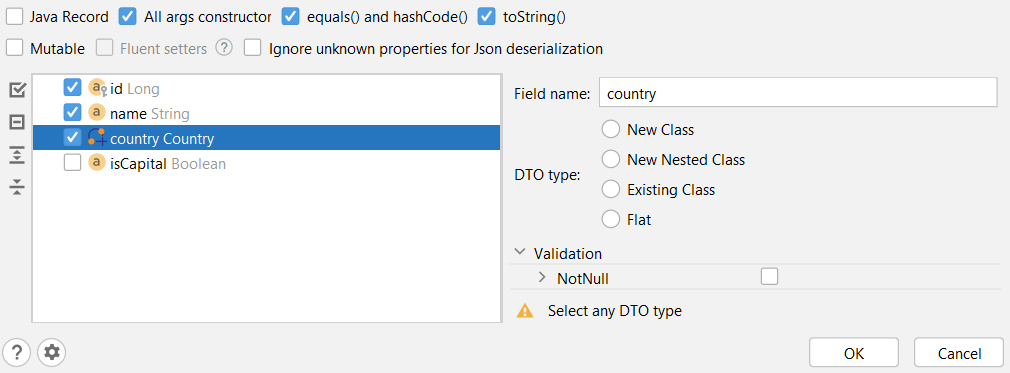 Java Record All args constructor equals() and hashCode() toString()
Mutable Fluent setters ? Ignore unknown properties for Json deserialization
a id Long
a name String
country Country
a isCapital Boolean
Field name: country
DTO type:
New Class
New Nested Class
Existing Class
Flat
Validation
NotNull
Select any DTO type
? OK Cancel